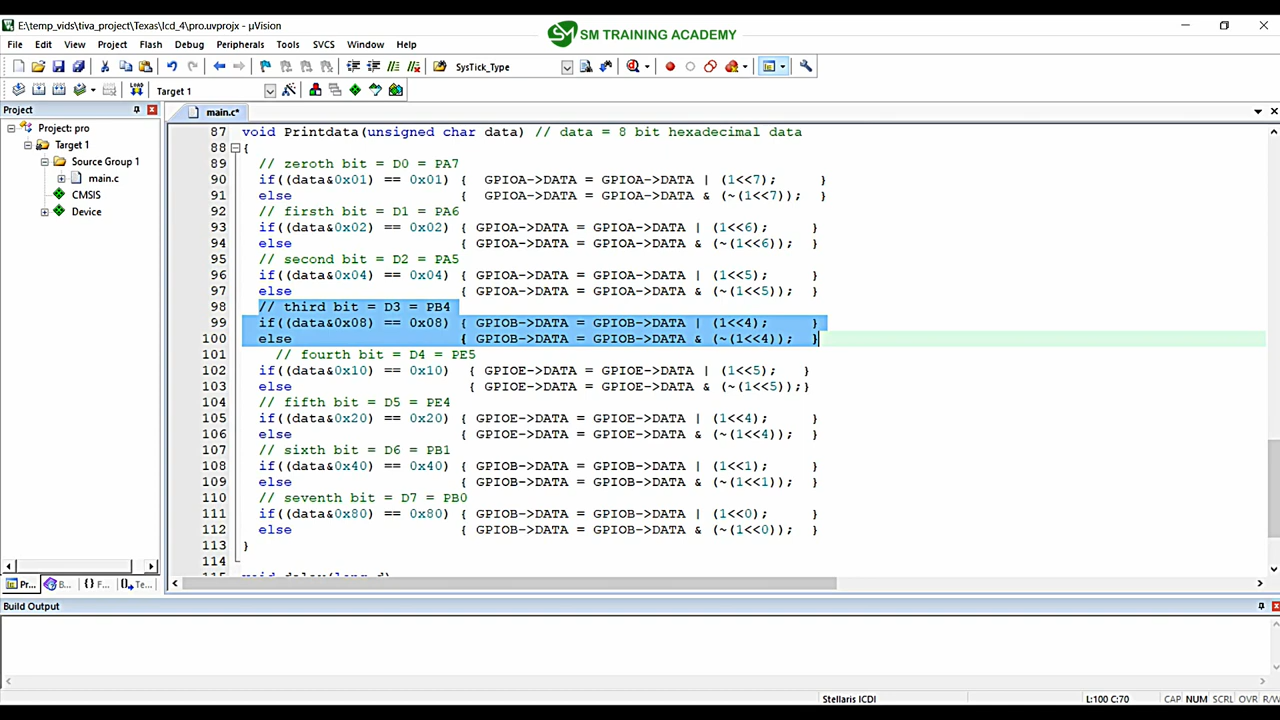 E:\temp_vids\tiva_project\Texas\lcd_4\pro.uvprojx - µVision
SM TRAINING ACADEMY
File Edit View Project Flash Debug Peripherals Tools SVCS Window Help
SysTick_Type
LOAD
Target 1
Project
main.c*
Project: pro
Target 1
Source Group 1
main.c
CMSIS
Device
87 void Printdata(unsigned char data) // data = 8 bit hexadecimal data
88 {
89 // zeroth bit = D0 = PA7
90 if((data&0x01) == 0x01) { GPIOA->DATA = GPIOA->DATA | (1<<7); }
91 else { GPIOA->DATA = GPIOA->DATA & (~(1<<7)); }
92 // firsth bit = D1 = PA6
93 if((data&0x02) == 0x02) { GPIOA->DATA = GPIOA->DATA | (1<<6); }
94 else { GPIOA->DATA = GPIOA->DATA & (~(1<<6)); }
95 // second bit = D2 = PA5
96 if((data&0x04) == 0x04) { GPIOA->DATA = GPIOA->DATA | (1<<5); }
97 else { GPIOA->DATA = GPIOA->DATA & (~(1<<5)); }
98 // third bit = D3 = PB4
99 if((data&0x08) == 0x08) { GPIOB->DATA = GPIOB->DATA | (1<<4); }
100 else { GPIOB->DATA = GPIOB->DATA & (~(1<<4)); }
101 // fourth bit = D4 = PE5
102 if((data&0x10) == 0x10) { GPIOE->DATA = GPIOE->DATA | (1<<5); }
103 else { GPIOE->DATA = GPIOE->DATA & (~(1<<5));}
104 // fifth bit = D5 = PE4
105 if((data&0x20) == 0x20) { GPIOE->DATA = GPIOE->DATA | (1<<4); }
106 else { GPIOE->DATA = GPIOE->DATA & (~(1<<4)); }
107 // sixth bit = D6 = PB1
108 if((data&0x40) == 0x40) { GPIOB->DATA = GPIOB->DATA | (1<<1); }
109 else { GPIOB->DATA = GPIOB->DATA & (~(1<<1)); }
110 // seventh bit = D7 = PB0
111 if((data&0x80) == 0x80) { GPIOB->DATA = GPIOB->DATA | (1<<0); }
112 else { GPIOB->DATA = GPIOB->DATA & (~(1<<0)); }
113 }
114
115 void delay(long d)
Pr... B... {} F... Te...
Build Output
Stellaris ICDI L:100 C:70 CAP NUM SCRL OVR R/W